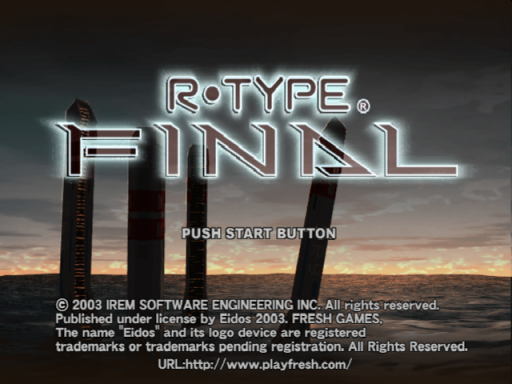 R•TYPE®
FINAL
PUSH START BUTTON
© 2003 IREM SOFTWARE ENGINEERING INC. All rights reserved.
Published under license by Eidos 2003. FRESH GAMES,
The name "Eidos" and its logo device are registered
trademarks or trademarks pending registration. All Rights Reserved.
URL:http://www.playfresh.com/